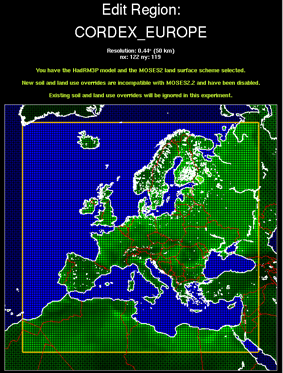 Edit Region:
CORDEX_EUROPE
Resolution: 0.44° (50 km)
nx: 122 ny: 119
You have the HadRM3P model and the MOSES2 land surface scheme selected.
New soil and land use overrides are incompatible with MOSES2.2 and have been disabled.
Existing soil and land use overrides will be ignored in this experiment.